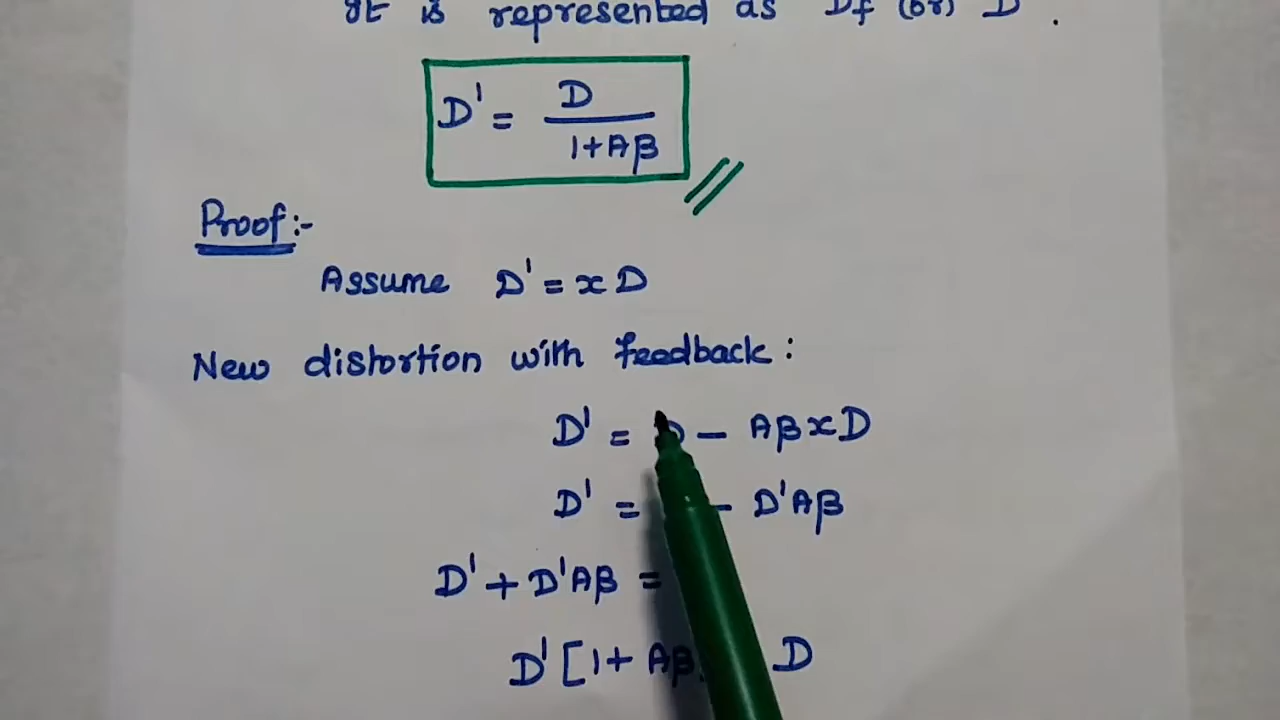 It is represented as Df (or) D'.
D' = D / 1+Aβ
Proof:-
Assume D' = xD
New distortion with feedback:
D' = D - AβxD
D' = - D'Aβ
D' + D'Aβ =
D' [1+ Aβ D